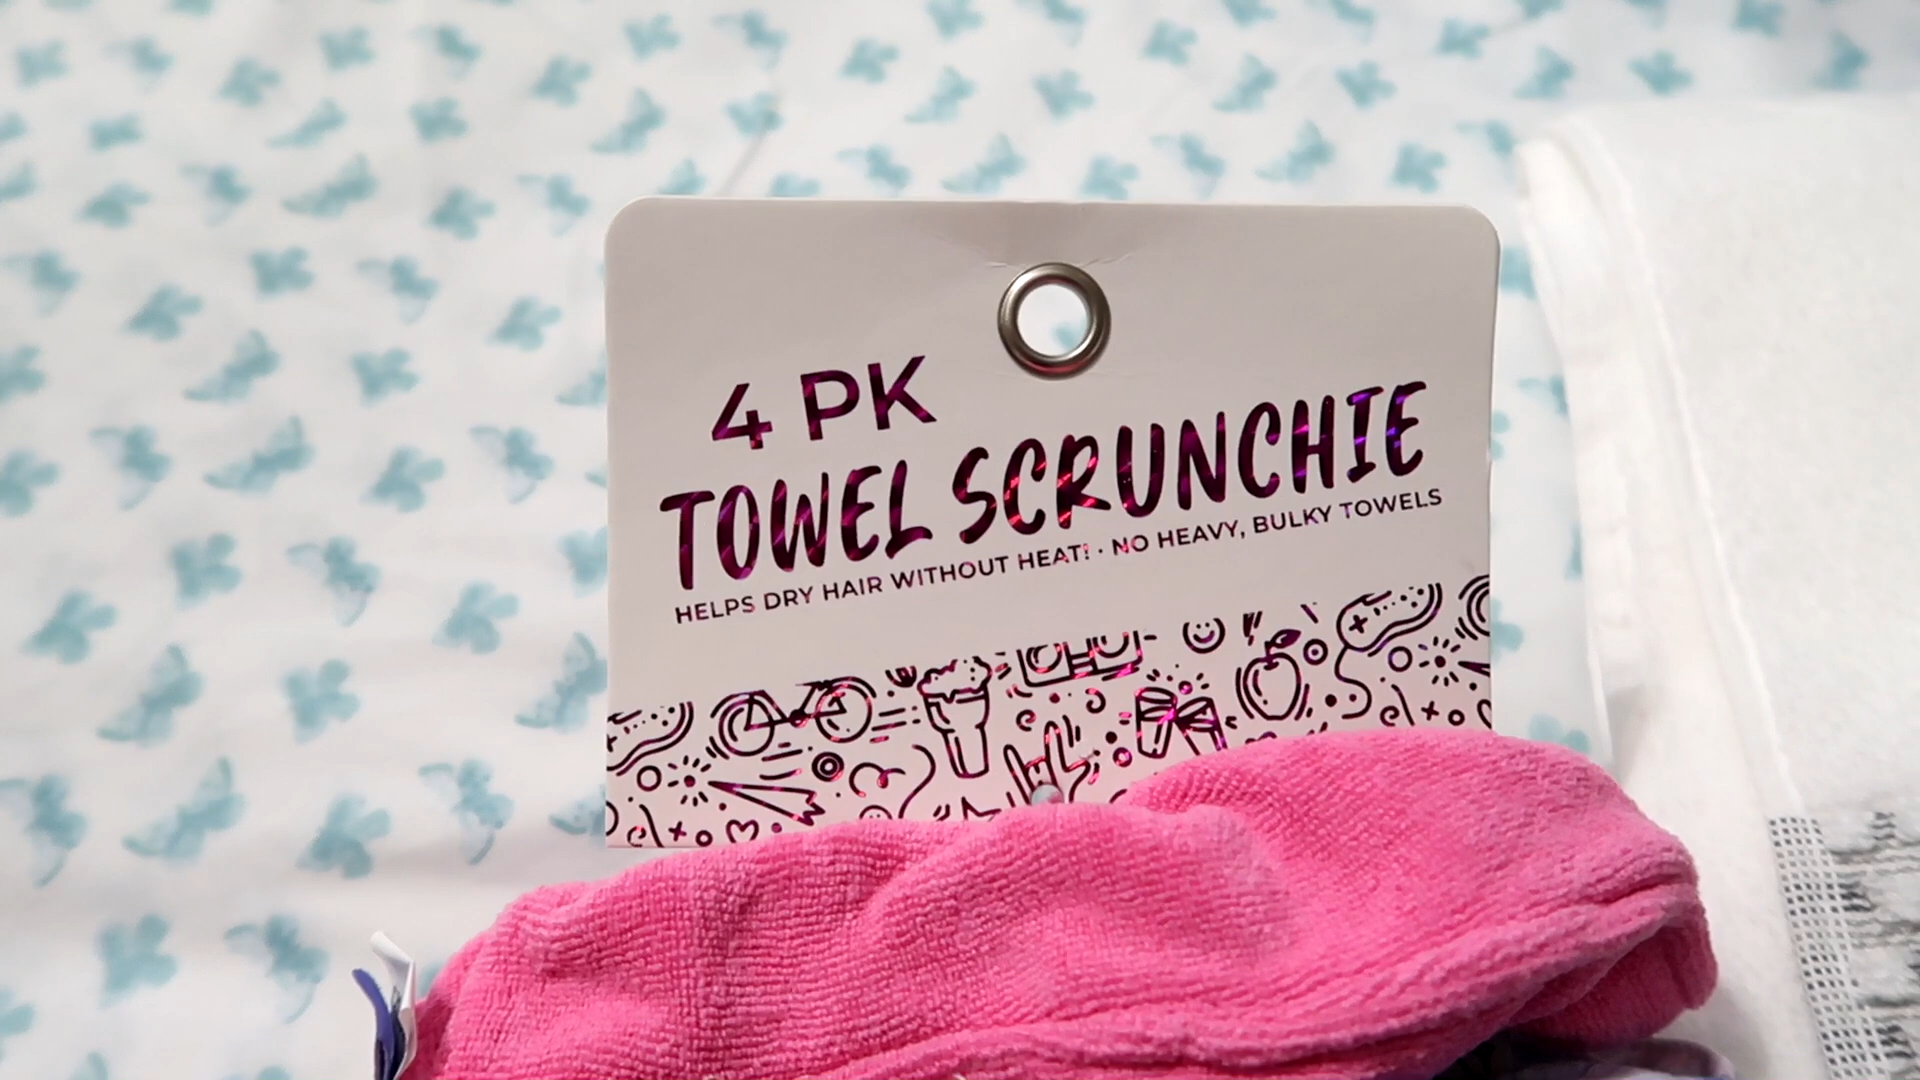 4 PK
TOWEL SCRUNCHIE
HELPS DRY HAIR WITHOUT HEAT! · NO HEAVY, BULKY TOWELS